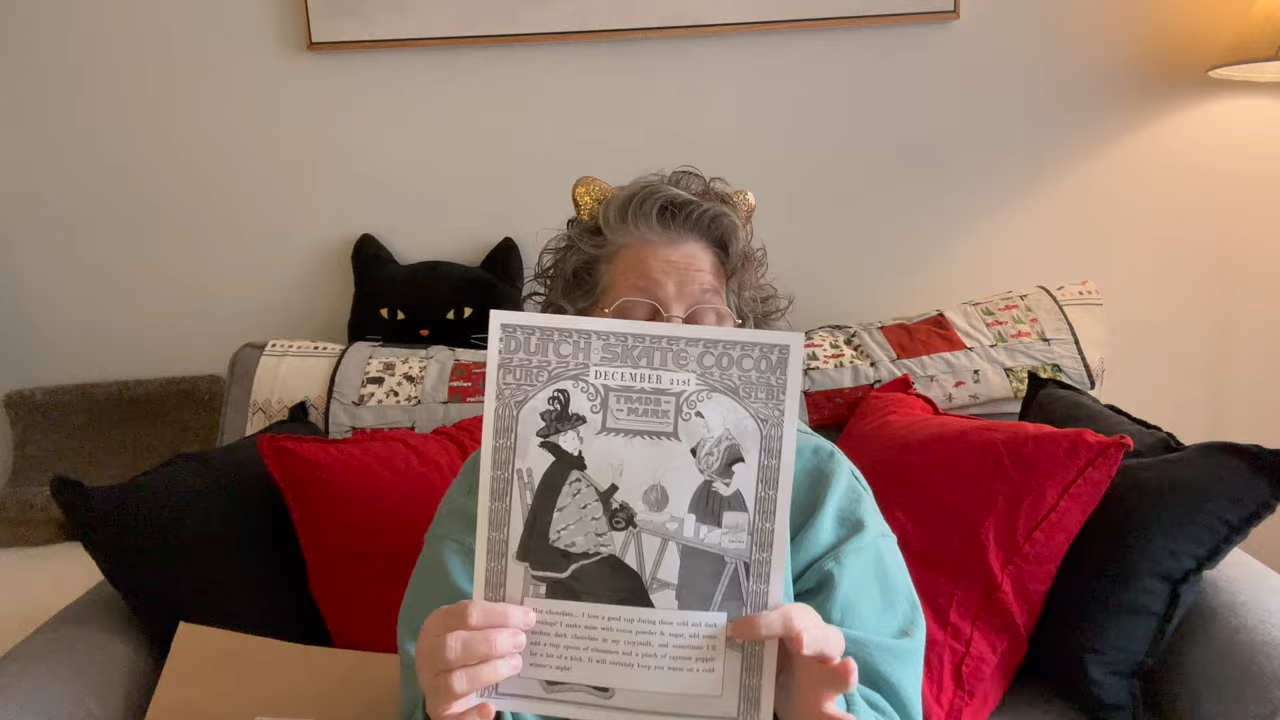 DUTCH·SKATE·COCOA
PURE
DECEMBER 21st
SLBL
TRADE-
-MARK
Hot chocolate... I love a good cup during these cold and dark
evenings! I make mine with cocoa powder & sugar, add some
melted dark chocolate in my (soy)milk, and sometimes I'll
add a tiny spoon of cinnamon and a pinch of cayenne pepper
for a bit of a kick. It will certainly keep you warm on a cold
winter's night!